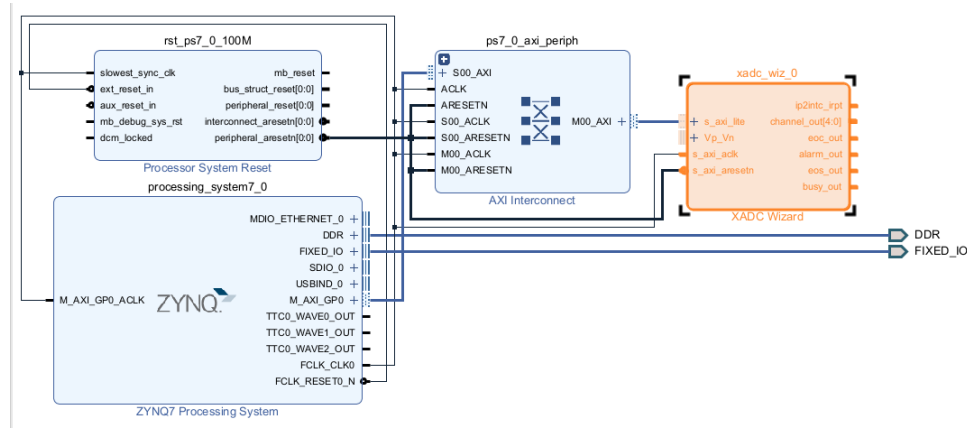 rst_ps7_0_100M
slowest_sync_clk
mb_reset
ext_reset_in
bus_struct_reset[0:0]
aux_reset_in
peripheral_reset[0:0]
mb_debug_sys_rst
interconnect_aresetn[0:0]
dcm_locked
peripheral_aresetn[0:0]
Processor System Reset
ps7_0_axi_periph
S00_AXI
ACLK
ARESETN
S00_ACLK
M00_AXI
S00_ARESETN
M00_ACLK
M00_ARESETN
AXI Interconnect
xadc_wiz_0
ip2intc_irpt
s_axi_lite
channel_out[4:0]
Vp_Vn
eoc_out
s_axi_aclk
alarm_out
s_axi_aresetn
eos_out
busy_out
XADC Wizard
processing_system7_0
MDIO_ETHERNET_0
DDR
FIXED_IO
SDIO_0
USBIND_0
M_AXI_GP0_ACLK
ZYNQ
M_AXI_GP0
TTC0_WAVE0_OUT
TTC0_WAVE1_OUT
TTC0_WAVE2_OUT
FCLK_CLK0
FCLK_RESET0_N
ZYNQ7 Processing System
DDR
FIXED_IO